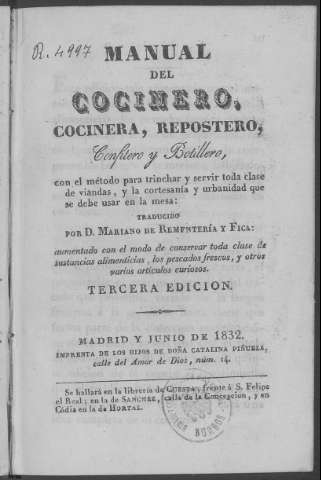 R. 4997
MANUAL
DEL
COCINERO,
COCINERA, REPOSTERO,
Confitero y Botillero,
con el método para trinchar y servir toda clase
de viandas, y la cortesanía y urbanidad que
se debe usar en la mesa:
TRADUCIDO
POR D. MARIANO DE REMENTERÍA Y FICA:
aumentado con el modo de conservar toda clase de
sustancias alimenticias, los pescados frescos, y otros
varios artículos curiosos.
TERCERA EDICION.
MADRID Y JUNIO DE 1832.
IMPRENTA DE LOS HIJOS DE DOÑA CATALINA PIÑUELA,
calle del Amor de Dios, núm. 14.
Se hallará en la librería de CUESTA, frente á S. Felipe
el Real; en la de SANCHEZ, calle de la Concepcion, y en
Cádiz en la de HORTAL.